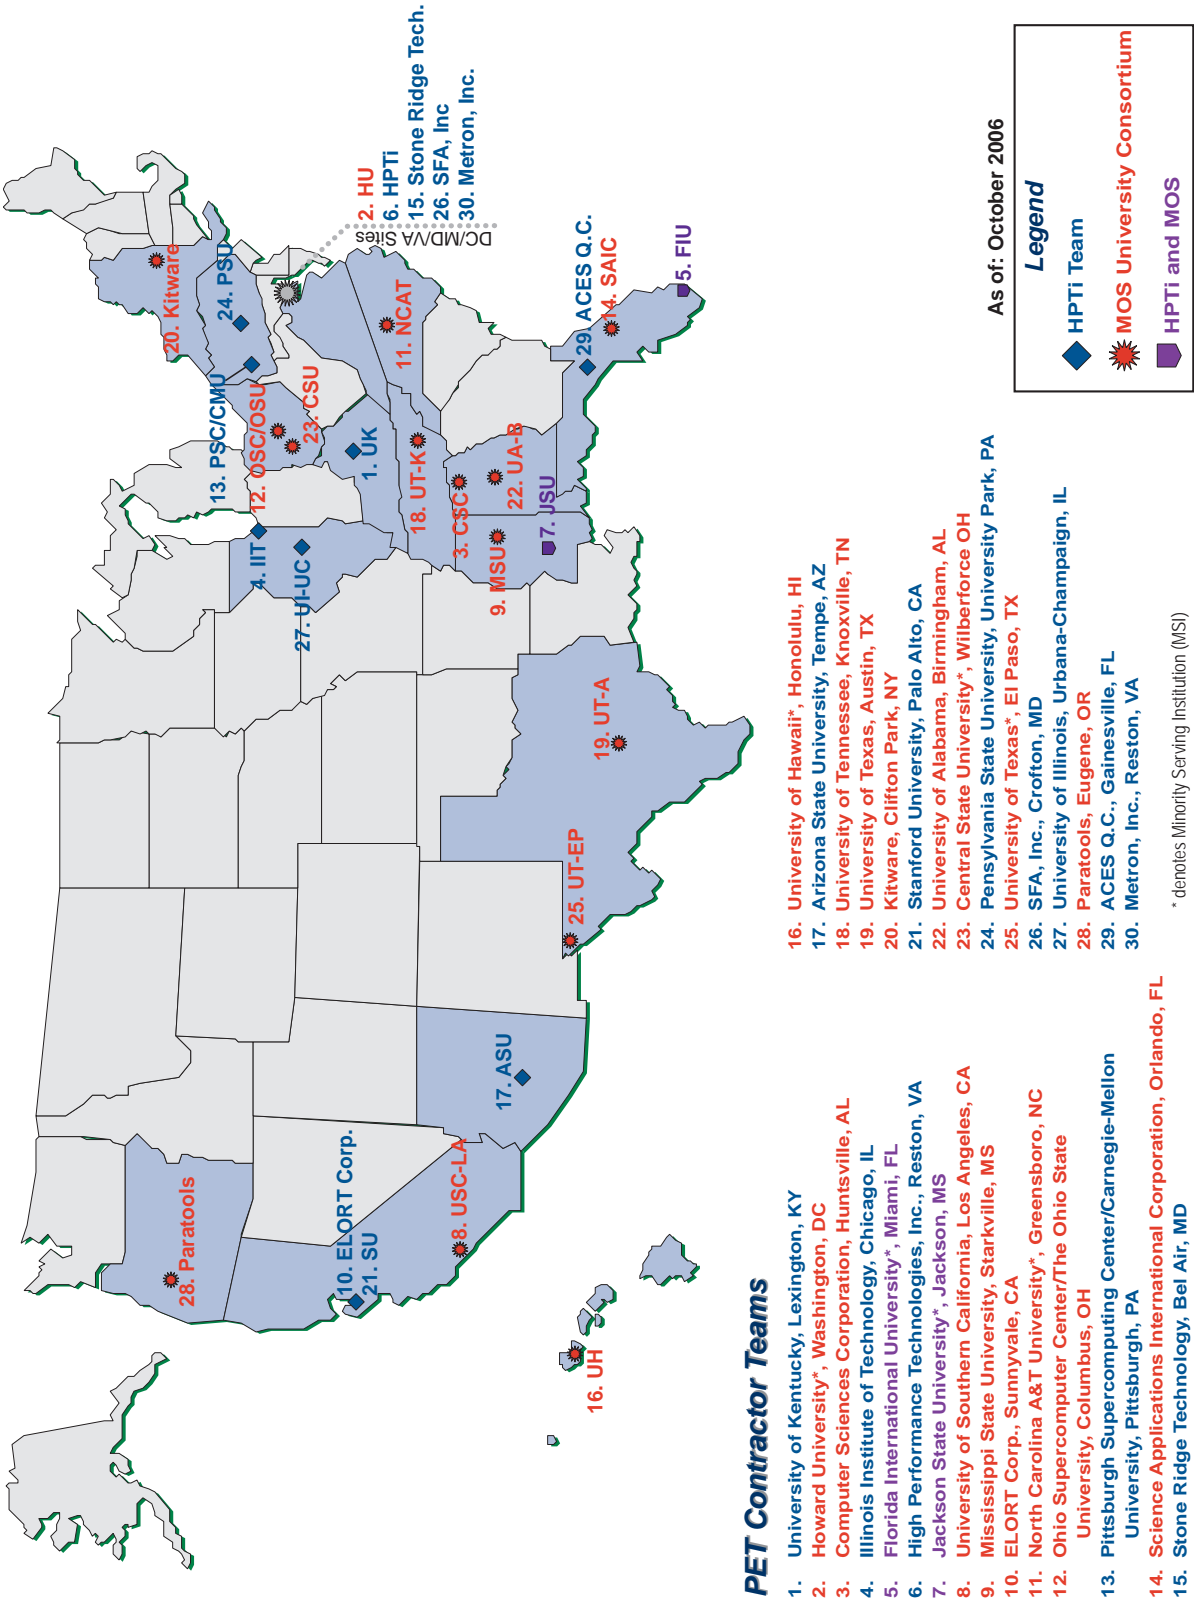 28. Paratools
10. ELORT Corp.
21. SU
8. USC-LA
17. ASU
16. UH
25. UT-EP
19. UT-A
4. IIT
27. UI-UC
9. MSU
7. JSU
3. CSC
22. UA-B
18. UT-K
1. UK
12. OSC/OSU
23. CSU
13. PSC/CMU
24. PSU
20. Kitware
11. NCAT
29. ACES Q.C.
14. SAIC
5. FIU
DC/MD/VA Sites
2. HU
6. HPTi
15. Stone Ridge Tech.
26. SFA, Inc
30. Metron, Inc.
PET Contractor Teams
1. University of Kentucky, Lexington, KY
2. Howard University*, Washington, DC
3. Computer Sciences Corporation, Huntsville, AL
4. Illinois Institute of Technology, Chicago, IL
5. Florida International University*, Miami, FL
6. High Performance Technologies, Inc., Reston, VA
7. Jackson State University*, Jackson, MS
8. University of Southern California, Los Angeles, CA
9. Mississippi State University, Starkville, MS
10. ELORT Corp., Sunnyvale, CA
11. North Carolina A&T University*, Greensboro, NC
12. Ohio Supercomputer Center/The Ohio State
University, Columbus, OH
13. Pittsburgh Supercomputing Center/Carnegie-Mellon
University, Pittsburgh, PA
14. Science Applications International Corporation, Orlando, FL
15. Stone Ridge Technology, Bel Air, MD
16. University of Hawaii*, Honolulu, HI
17. Arizona State University, Tempe, AZ
18. University of Tennessee, Knoxville, TN
19. University of Texas, Austin, TX
20. Kitware, Clifton Park, NY
21. Stanford University, Palo Alto, CA
22. University of Alabama, Birmingham, AL
23. Central State University*, Wilberforce OH
24. Pensylvania State University, University Park, PA
25. University of Texas*, El Paso, TX
26. SFA, Inc., Crofton, MD
27. University of Illinois, Urbana-Champaign, IL
28. Paratools, Eugene, OR
29. ACES Q.C., Gainesville, FL
30. Metron, Inc., Reston, VA
* denotes Minority Serving Institution (MSI)
As of: October 2006
Legend
HPTi Team
MOS University Consortium
HPTi and MOS